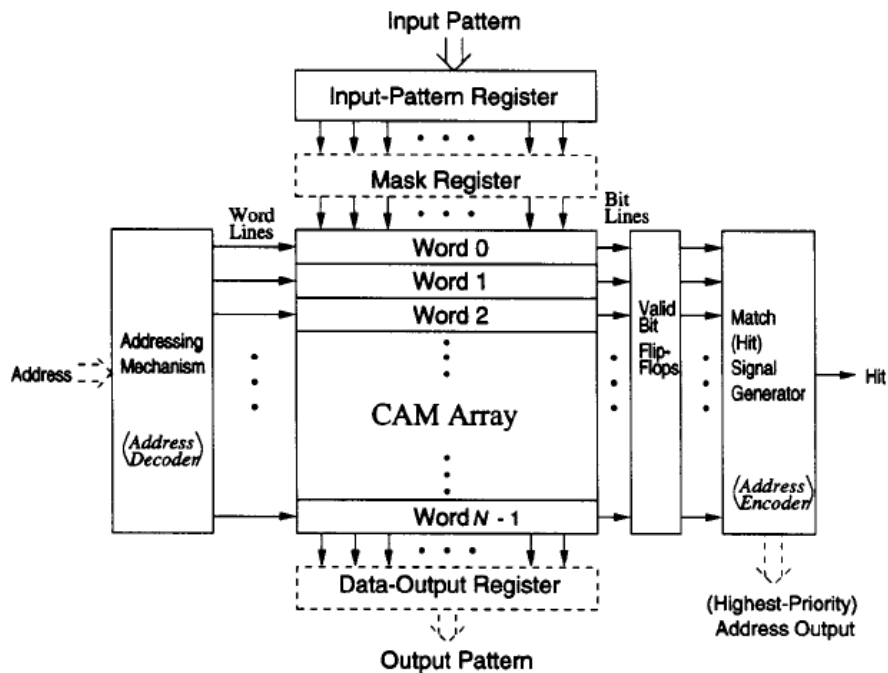 Input Pattern
Input-Pattern Register
Mask Register
Word
Lines
Bit
Lines
Word 0
Word 1
Word 2
Addressing
Mechanism
(Address
Decoder)
Address
CAM Array
Valid
Bit
Flip-
Flops
Match
(Hit)
Signal
Generator
(Address
Encoder)
Hit
Word N - 1
Data-Output Register
Output Pattern
(Highest-Priority)
Address Output